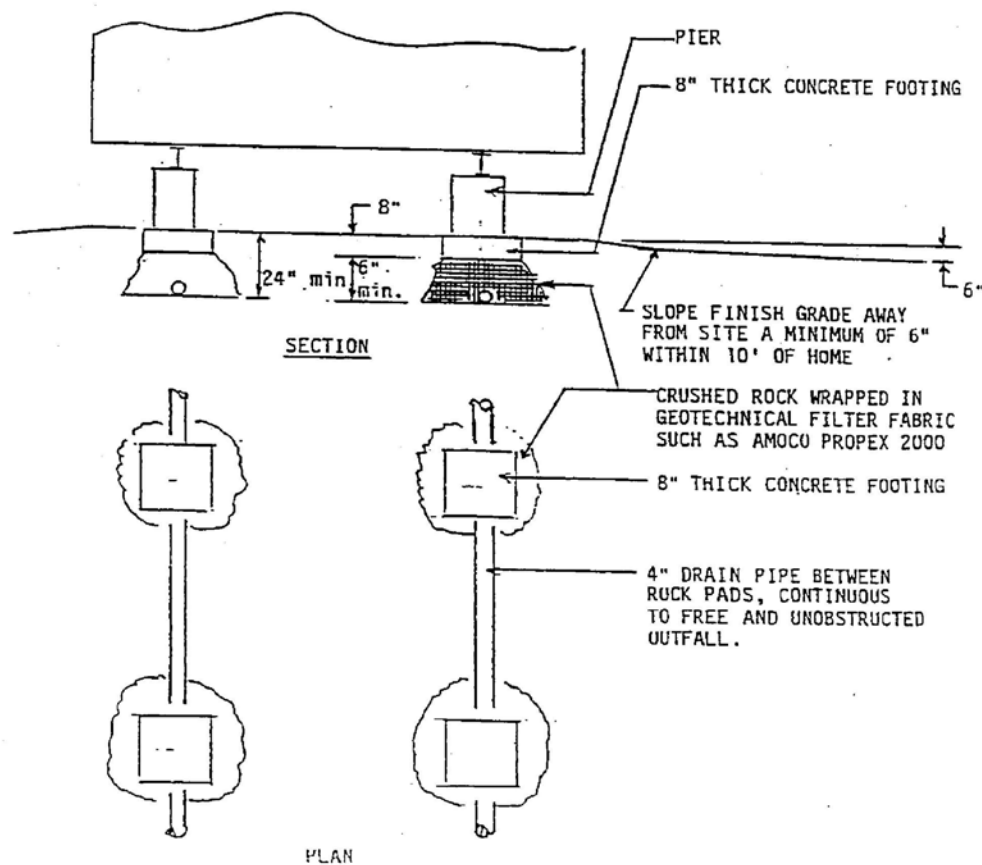 PIER
8" THICK CONCRETE FOOTING
8"
24" min
6"
min.
6"
SECTION
SLOPE FINISH GRADE AWAY
FROM SITE A MINIMUM OF 6"
WITHIN 10' OF HOME
CRUSHED ROCK WRAPPED IN
GEOTECHNICAL FILTER FABRIC
SUCH AS AMOCO PROPEX 2000
8" THICK CONCRETE FOOTING
4" DRAIN PIPE BETWEEN
ROCK PADS, CONTINUOUS
TO FREE AND UNOBSTRUCTED
OUTFALL.
PLAN